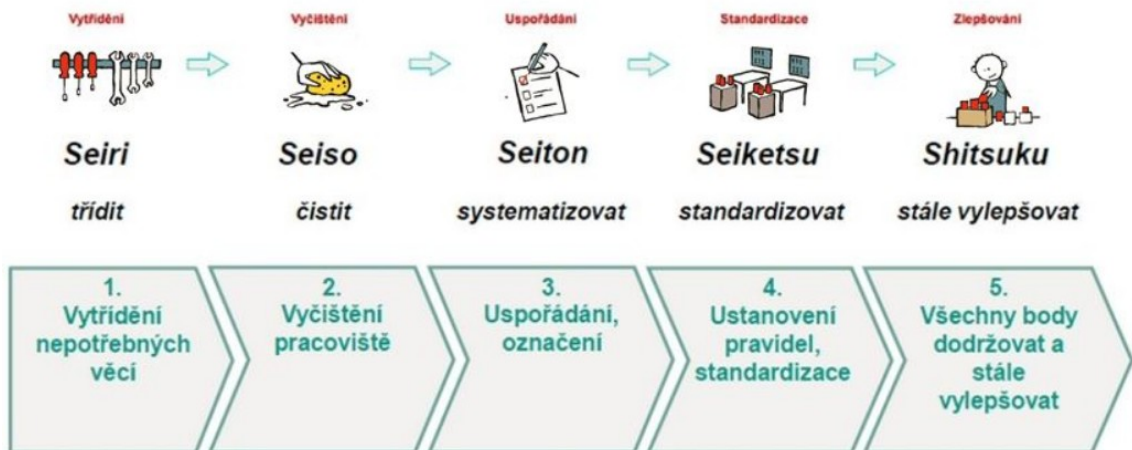 Vytřídění
Vyčištění
Uspořádání
Standardizace
Zlepšování
Seiri
Seiso
Seiton
Seiketsu
Shitsuku
třídit
čistit
systematizovat
standardizovat
stále vylepšovat
1.
Vytřídění
nepotřebných
věcí
2.
Vyčištění
pracoviště
3.
Uspořádání,
označení
4.
Ustanovení
pravidel,
standardizace
5.
Všechny body
dodržovat a
stále
vylepšovat